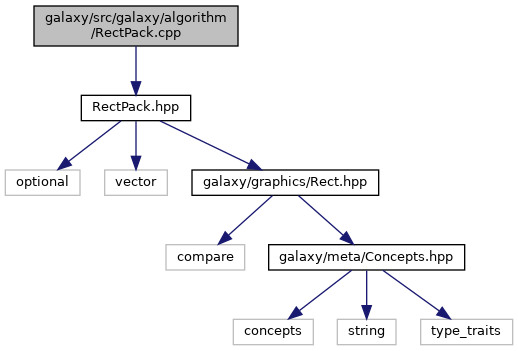 galaxy/src/galaxy/algorithm
/RectPack.cpp
RectPack.hpp
optional
vector
galaxy/graphics/Rect.hpp
compare
galaxy/meta/Concepts.hpp
concepts
string
type_traits